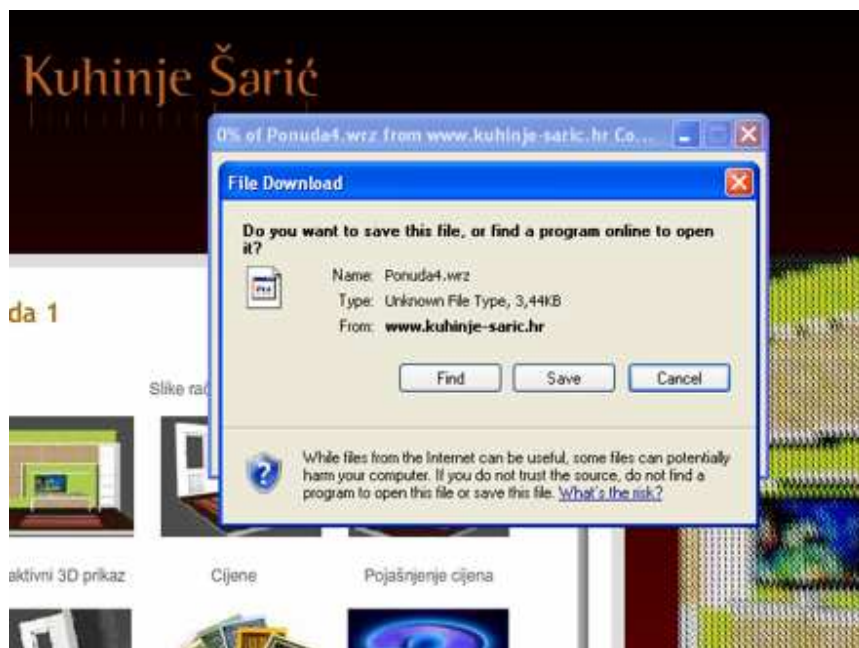 Kuhinje Šarić
0% of Ponuda4.wrz from www.kuhinje-saric.hr Co...
File Download
Do you want to save this file, or find a program online to open
it?
Name: Ponuda4.wrz
Type: Unknown File Type, 3,44KB
From: www.kuhinje-saric.hr
Find Save Cancel
While files from the Internet can be useful, some files can potentially
harm your computer. If you do not trust the source, do not find a
program to open this file or save this file. What's the risk?
da 1
Slike rač
aktivni 3D prikaz Cijene Pojašnjenje cijena